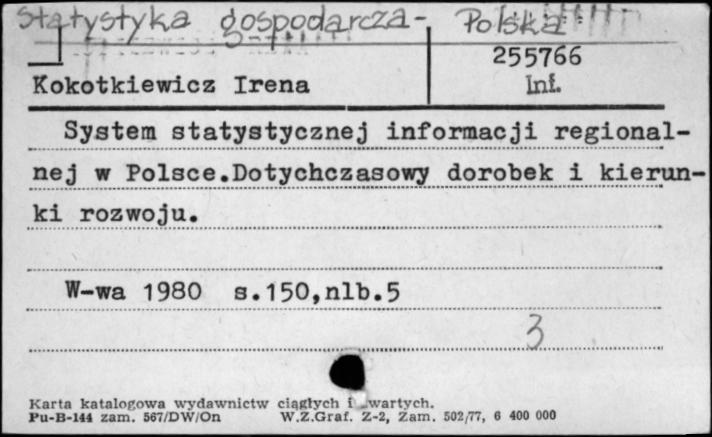 Statystyka gospodarcza - Polska
255766
Kokotkiewicz Irena
Inf.
System statystycznej informacji regional-
nej w Polsce.Dotychczasowy dorobek i kierun-
ki rozwoju.
W-wa 1980 s.150,nlb.5
3
Karta katalogowa wydawnictw ciągłych i wartych.
Pu-B-144 zam. 567/DW/On W.Z.Graf. Z-2, Zam. 502/77, 6 400 000